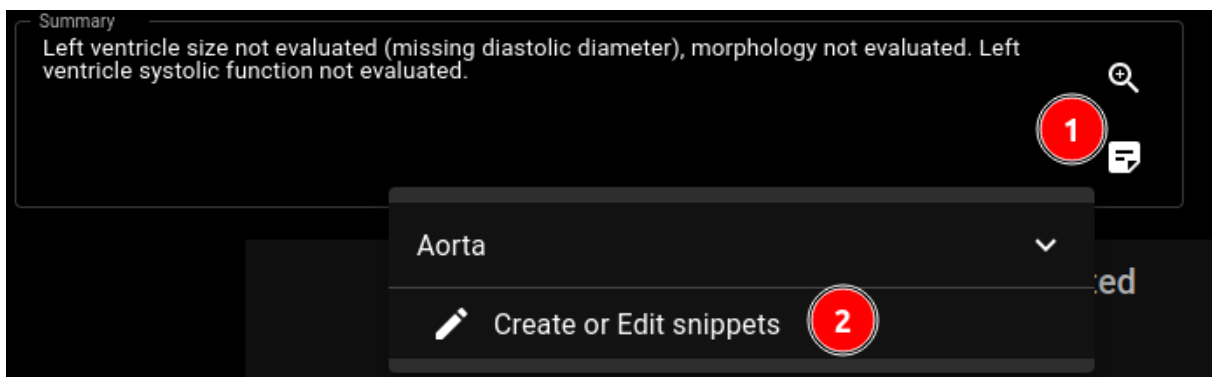 Summary
Left ventricle size not evaluated (missing diastolic diameter), morphology not evaluated. Left
ventricle systolic function not evaluated.
1
Aorta
ted
Create or Edit snippets
2